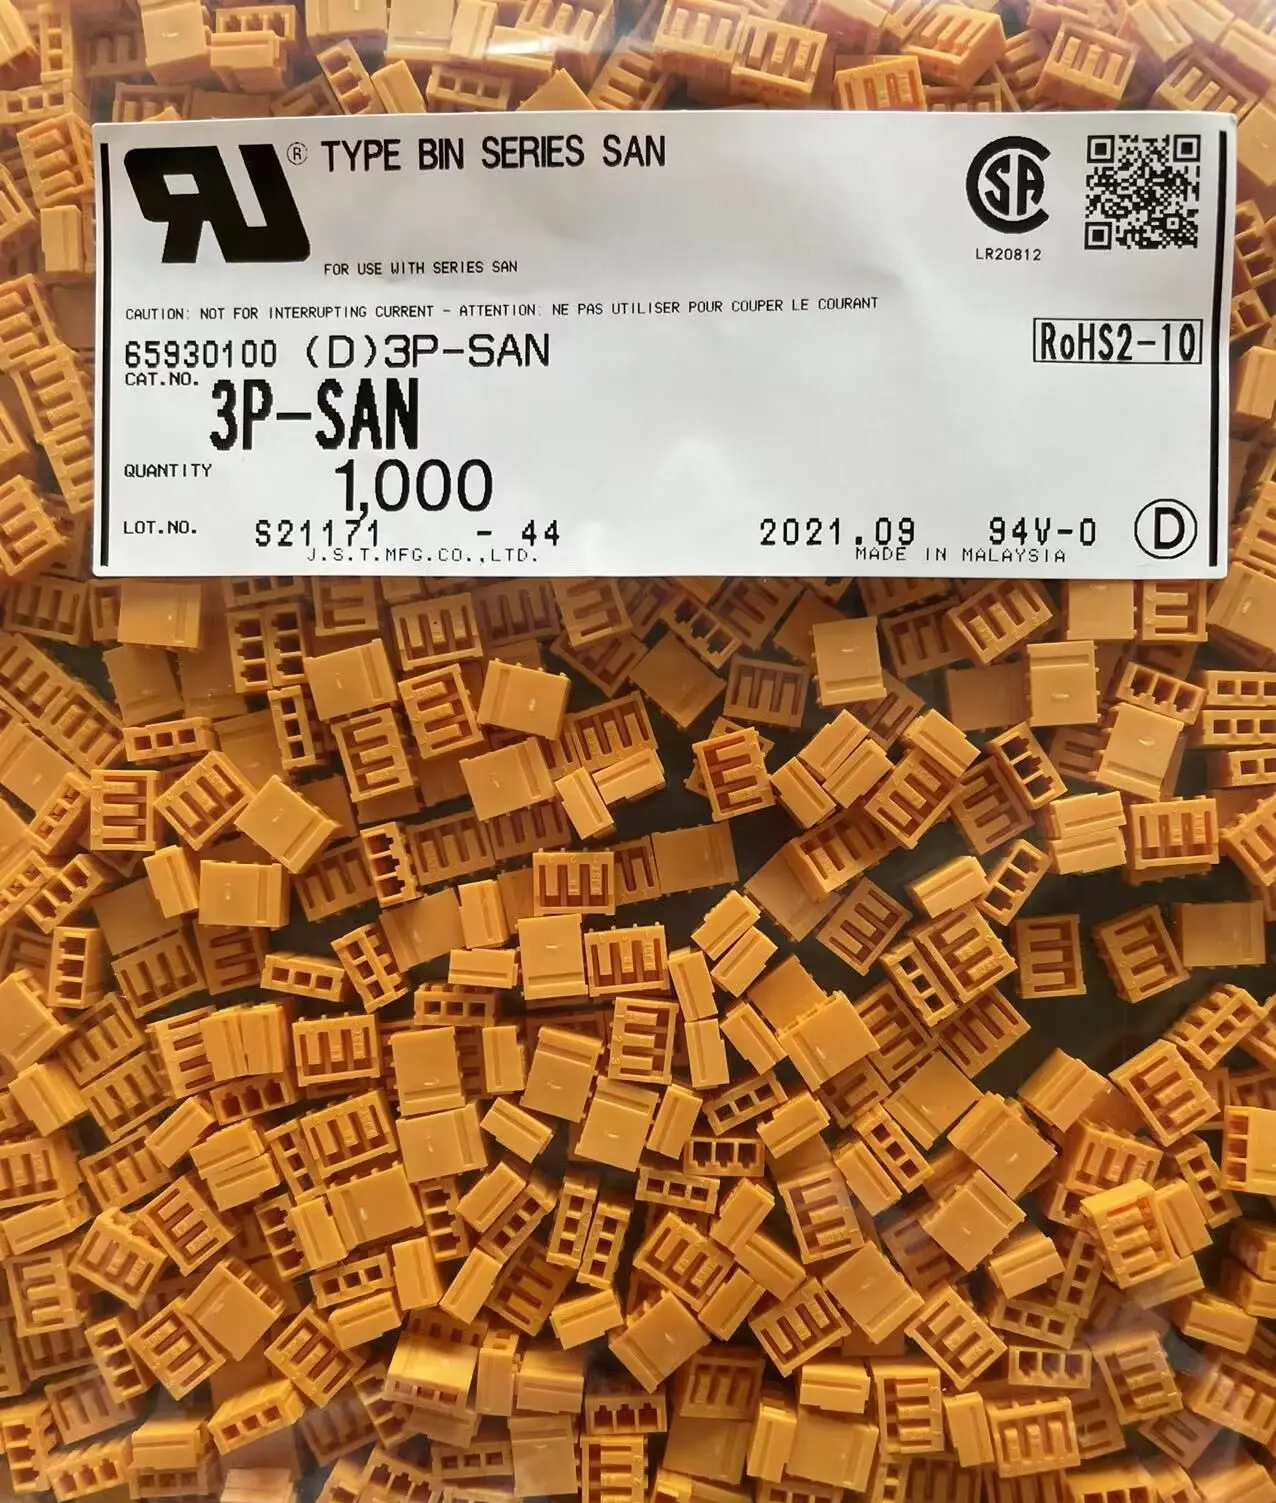 RU® TYPE BIN SERIES SAN
FOR USE WITH SERIES SAN
SA
LR20812
CAUTION: NOT FOR INTERRUPTING CURRENT - ATTENTION: NE PAS UTILISER POUR COUPER LE COURANT
65930100 (D)3P-SAN
RoHS2-10
CAT.NO.
3P-SAN
QUANTITY 1,000
LOT.NO. S21171 - 44 2021.09 94V-0 D
J.S.T.MFG.CO.,LTD. MADE IN MALAYSIA